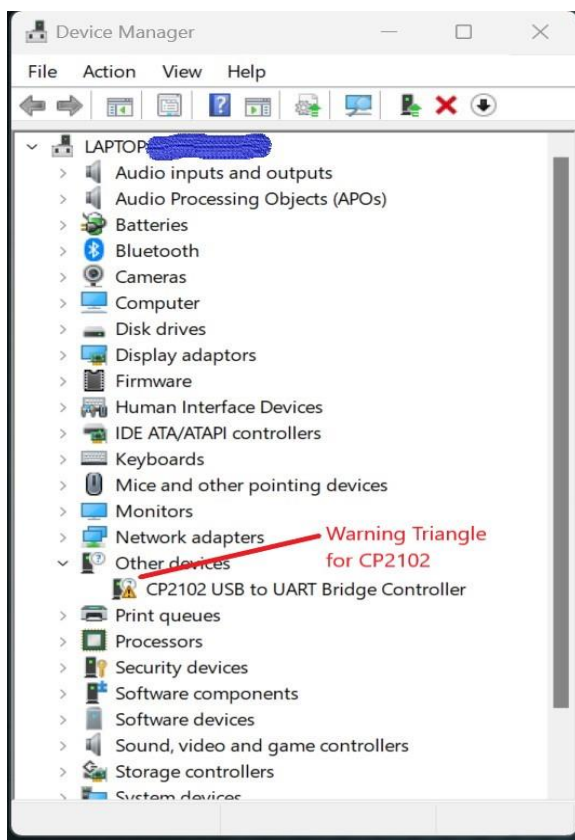 Device Manager
File Action View Help
LAPTOP
Audio inputs and outputs
Audio Processing Objects (APOs)
Batteries
Bluetooth
Cameras
Computer
Disk drives
Display adaptors
Firmware
Human Interface Devices
IDE ATA/ATAPI controllers
Keyboards
Mice and other pointing devices
Monitors
Network adapters
Warning Triangle
for CP2102
Other devices
CP2102 USB to UART Bridge Controller
Print queues
Processors
Security devices
Software components
Software devices
Sound, video and game controllers
Storage controllers
System devices